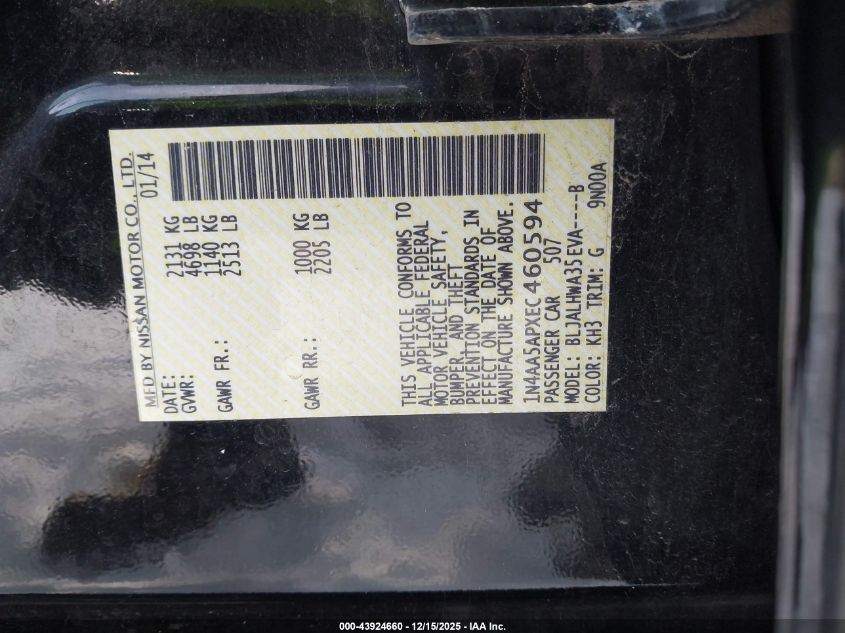 MFD BY NISSAN MOTOR CO., LTD.
DATE: 01/14
GVWR: 2131 KG
4698 LB
GAWR FR.: 1140 KG
2513 LB
GAWR RR.: 1000 KG
2205 LB
THIS VEHICLE CONFORMS TO
ALL APPLICABLE FEDERAL
MOTOR VEHICLE SAFETY,
BUMPER, AND THEFT
PREVENTION STANDARDS IN
EFFECT ON THE DATE OF
MANUFACTURE SHOWN ABOVE.
1N4AA5APXEC460594
PASSENGER CAR 507
MODEL: BLJALHWA35EVA----B
COLOR: KH3 TRIM: G 9N00A
000-43924660 - 12/15/2025 - IAA Inc.